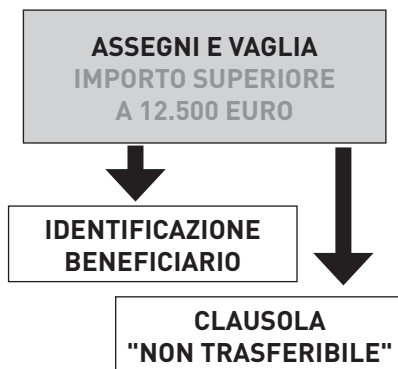 ASSEGNI E VAGLIA
IMPORTO SUPERIORE
A 12.500 EURO
IDENTIFICAZIONE
BENEFICIARIO
CLAUSOLA
"NON TRASFERIBILE"